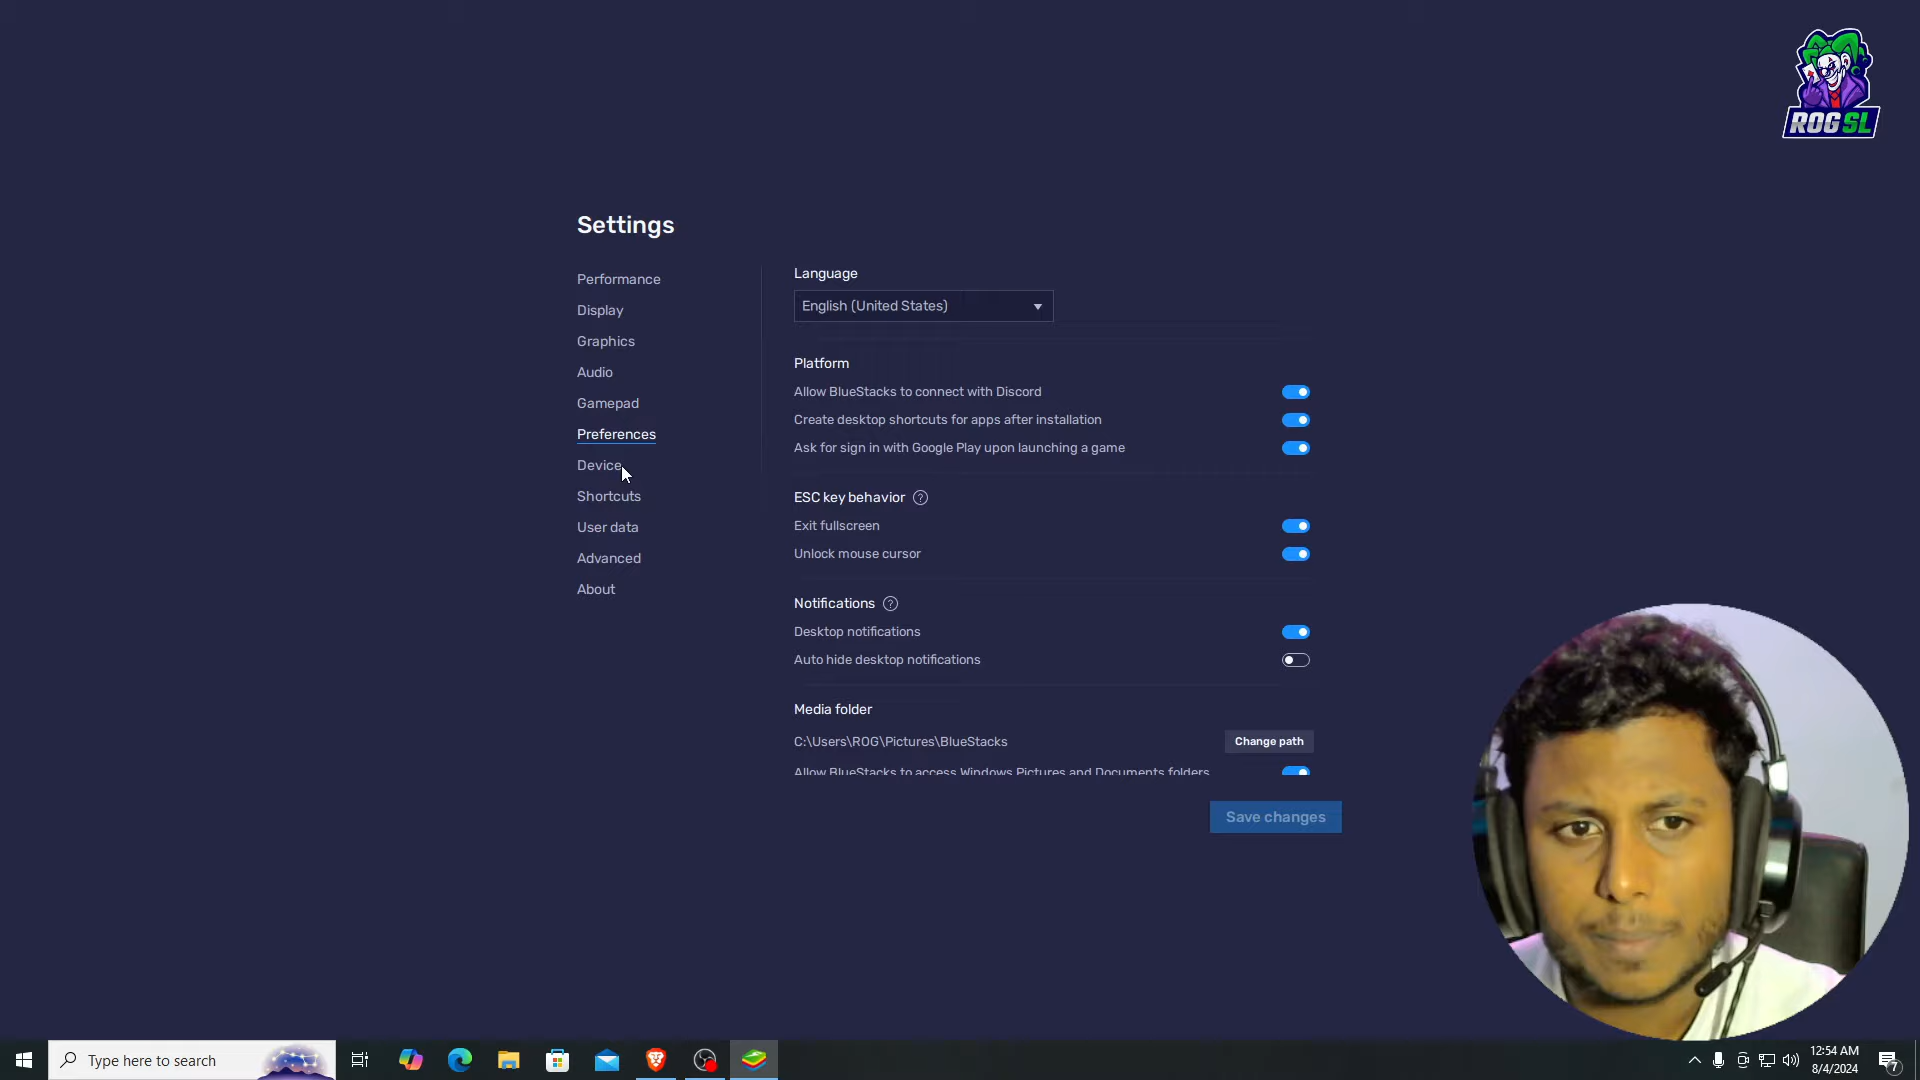 ROG SL
Settings
Performance
Display
Graphics
Audio
Gamepad
Preferences
Device
Shortcuts
User data
Advanced
About
Language
English (United States)
Platform
Allow BlueStacks to connect with Discord
Create desktop shortcuts for apps after installation
Ask for sign in with Google Play upon launching a game
ESC key behavior ?
Exit fullscreen
Unlock mouse cursor
Notifications ?
Desktop notifications
Auto hide desktop notifications
Media folder
C:\Users\ROG\Pictures\BlueStacks
Change path
Allow BlueStacks to access Windows Pictures and Documents folders
Save changes
Type here to search
12:54 AM
8/4/2024
7